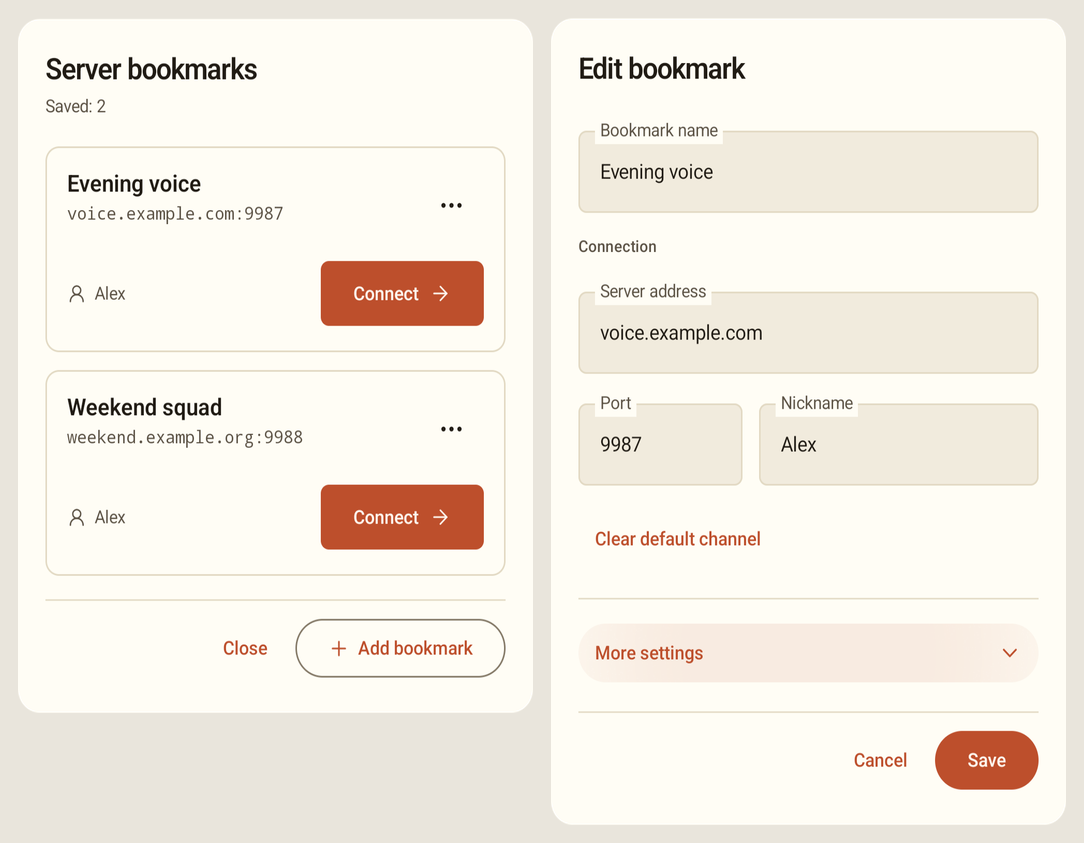 Server bookmarks
Saved: 2
Evening voice
voice.example.com:9987
Alex
Connect
Weekend squad
weekend.example.org:9988
Alex
Connect
Close
Add bookmark
Edit bookmark
Bookmark name
Evening voice
Connection
Server address
voice.example.com
Port
9987
Nickname
Alex
Clear default channel
More settings
Cancel
Save